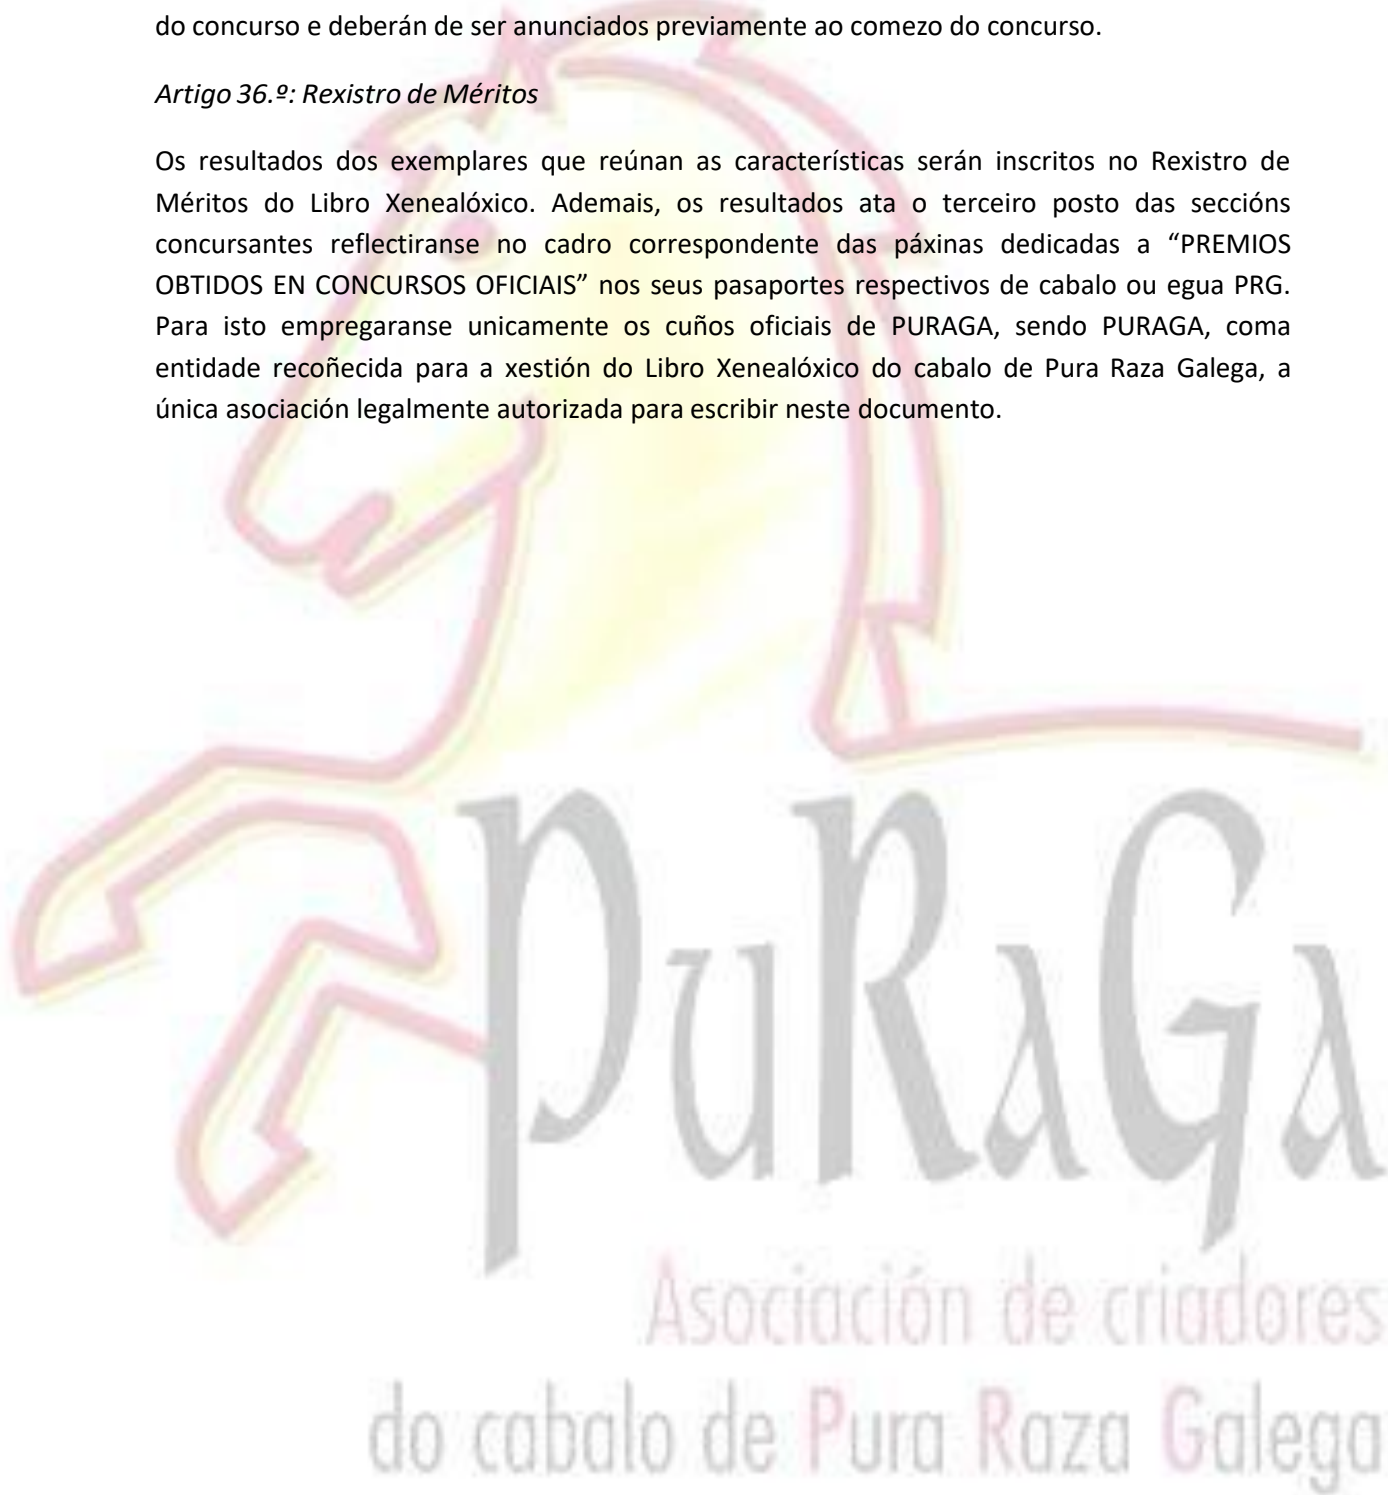 do concurso e deberán de ser anunciados previamente ao comezo do concurso.
Artigo 36.º: Rexistro de Méritos
Os resultados dos exemplares que reúnan as características serán inscritos no Rexistro de
Méritos do Libro Xenealóxico. Ademais, os resultados ata o terceiro posto das seccións
concursantes reflectiranse no cadro correspondente das páxinas dedicadas a “PREMIOS
OBTIDOS EN CONCURSOS OFICIAIS” nos seus pasaportes respectivos de cabalo ou egua PRG.
Para isto empregaranse unicamente os cuños oficiais de PURAGA, sendo PURAGA, coma
entidade recoñecida para a xestión do Libro Xenealóxico do cabalo de Pura Raza Galega, a
única asociación legalmente autorizada para escribir neste documento.
PuRaGa
Asociación de criadores
do cabalo de Pura Raza Galega